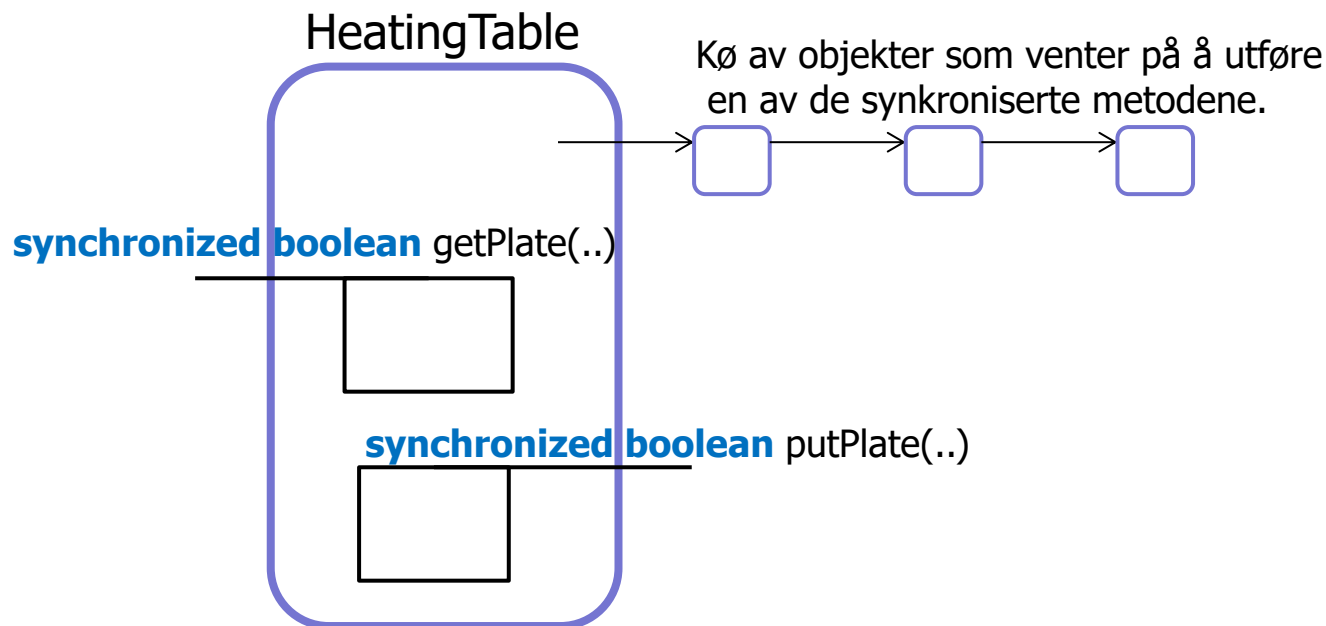 HeatingTable
Kø av objekter som venter på å utføre
en av de synkroniserte metodene.
synchronized boolean getPlate(..)
synchronized boolean putPlate(..)